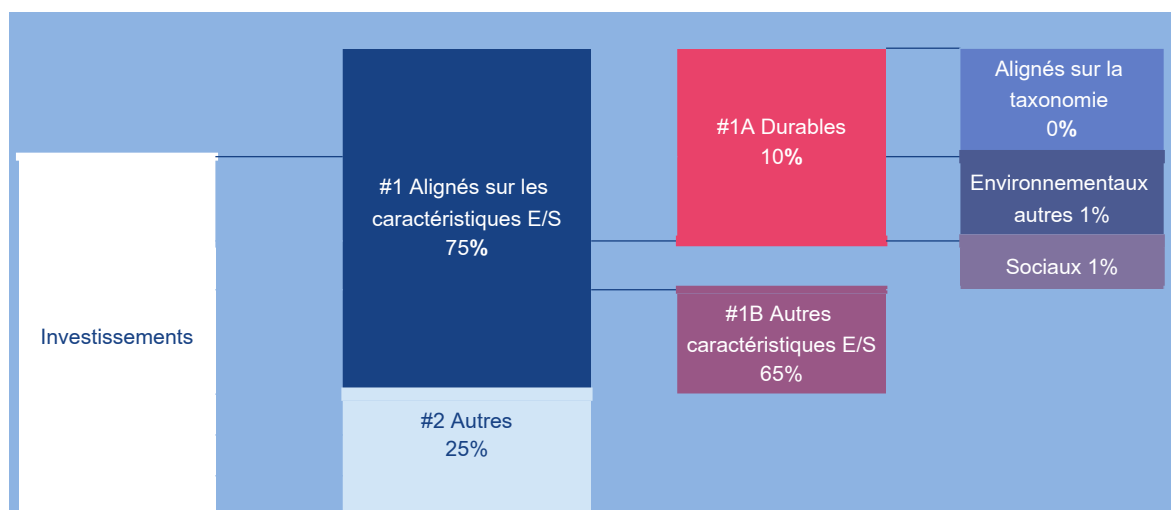 Investissements
#1 Alignés sur les
caractéristiques E/S
75%
#2 Autres
25%
#1A Durables
10%
#1B Autres
caractéristiques E/S
65%
Alignés sur la
taxonomie
0%
Environnementaux
autres 1%
Sociaux 1%